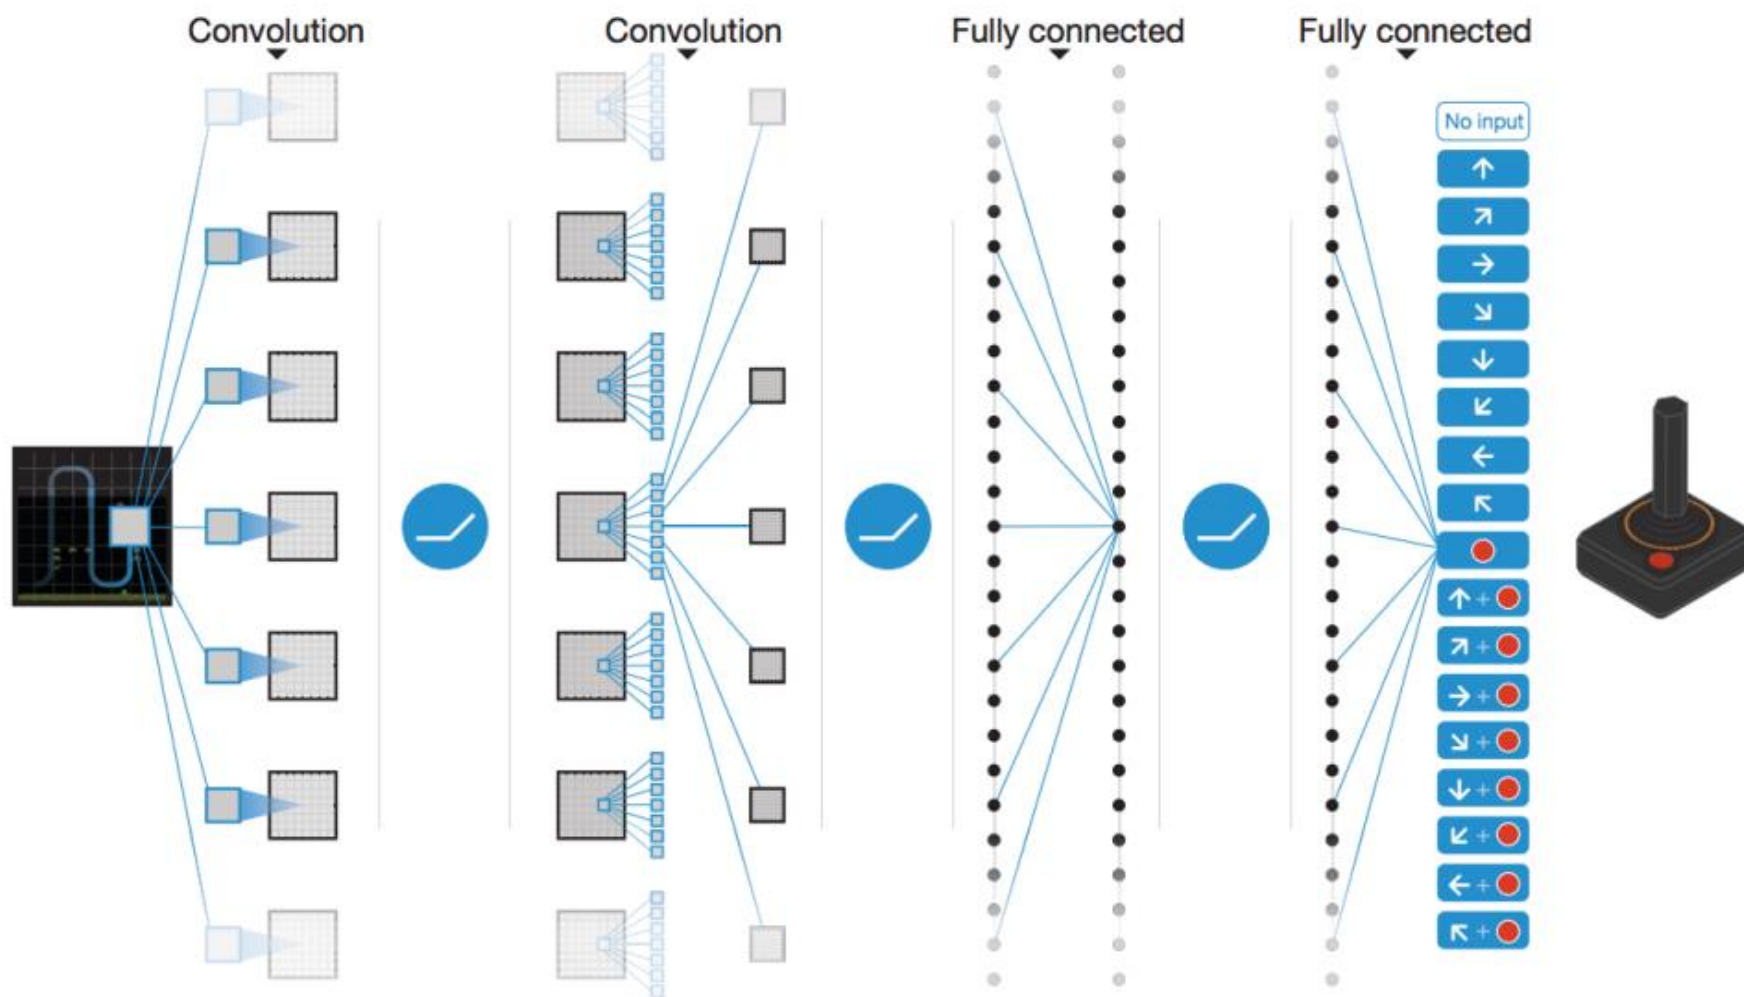 Convolution
Convolution
Fully connected
Fully connected
No input
+
+
+
+
+
+
+
+